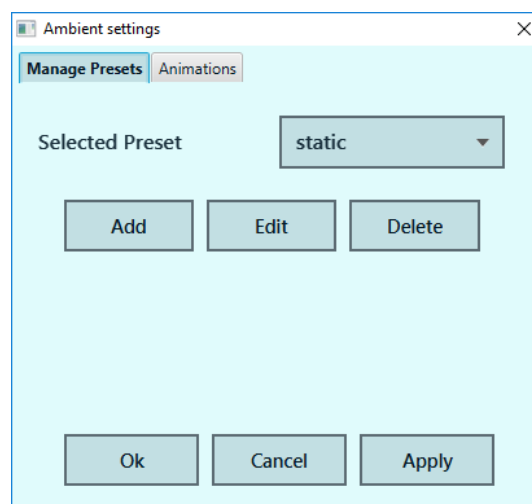 Ambient settings
Manage Presets Animations
Selected Preset static
Add Edit Delete
Ok Cancel Apply